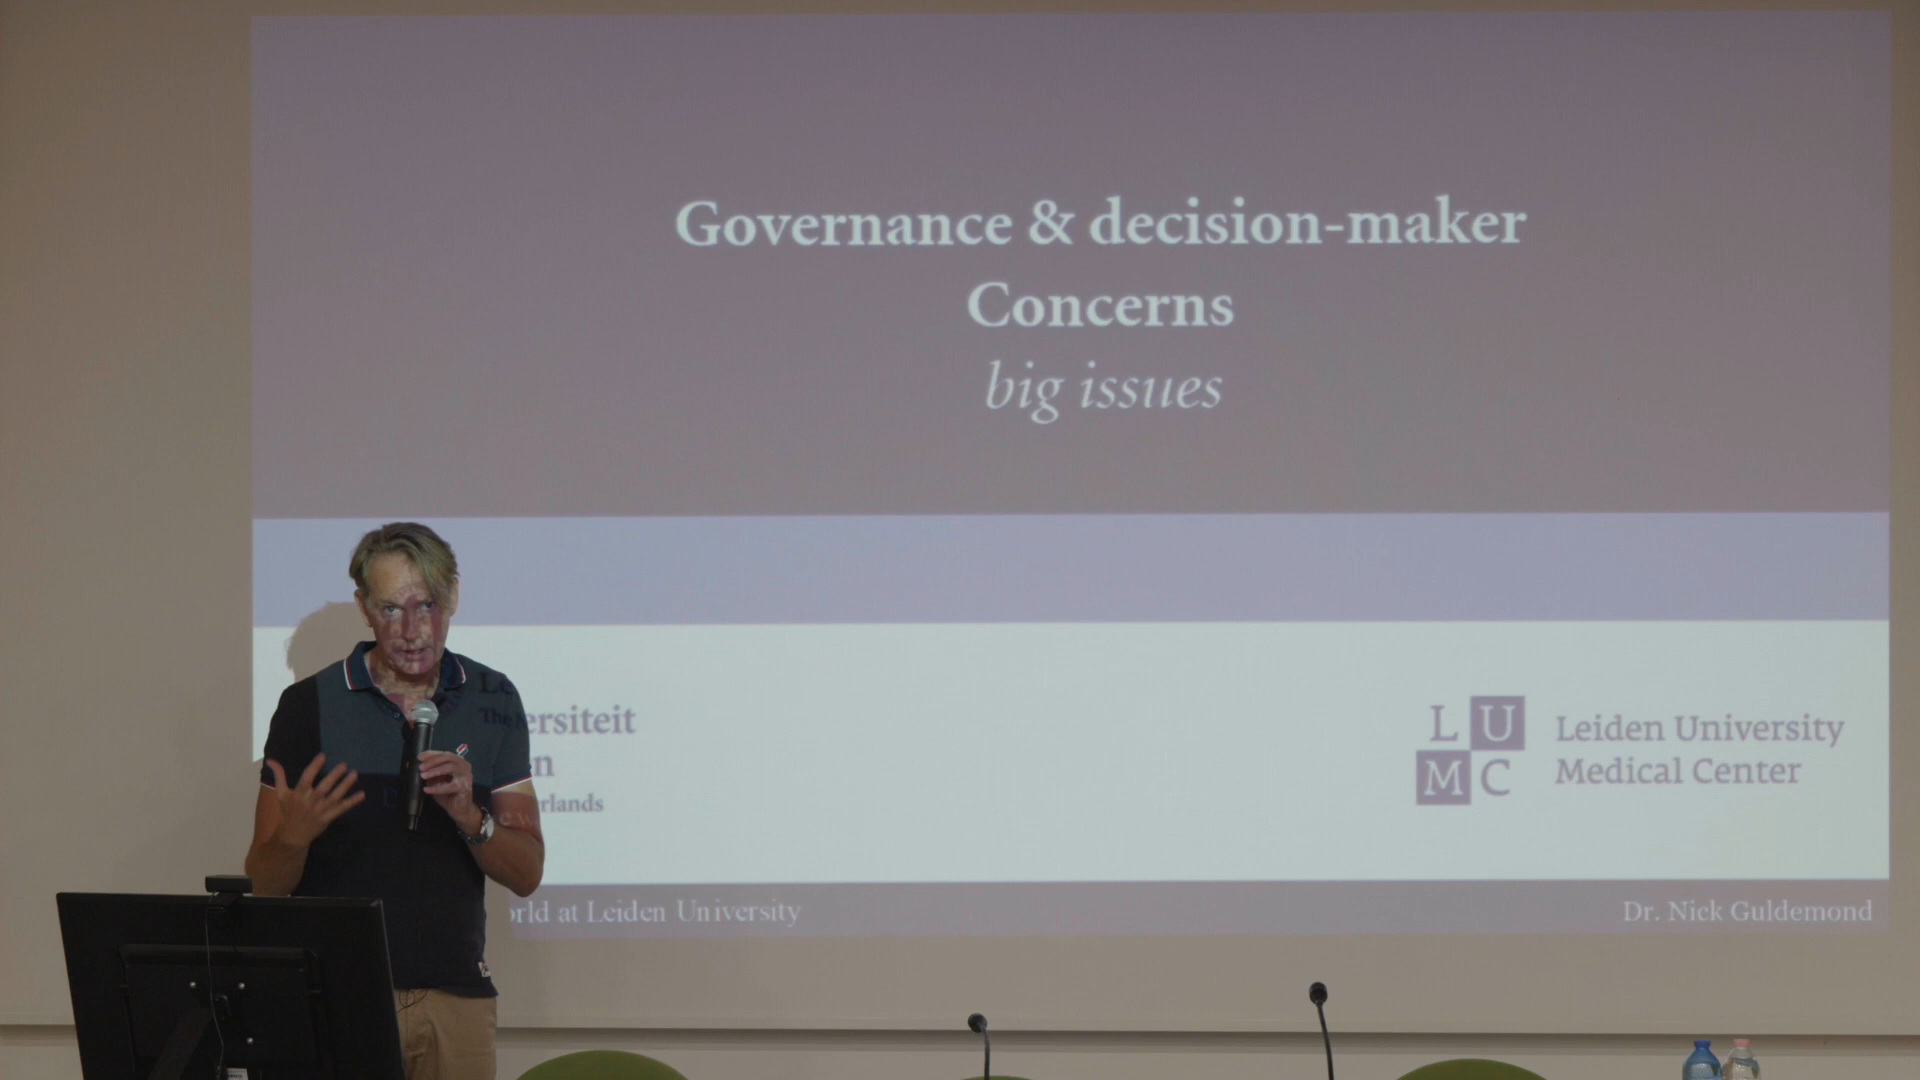 Governance & decision-maker
Concerns
big issues
ersiteit
n
rlands
L U
M C
Leiden University
Medical Center
rld at Leiden University
Dr. Nick Guldemond